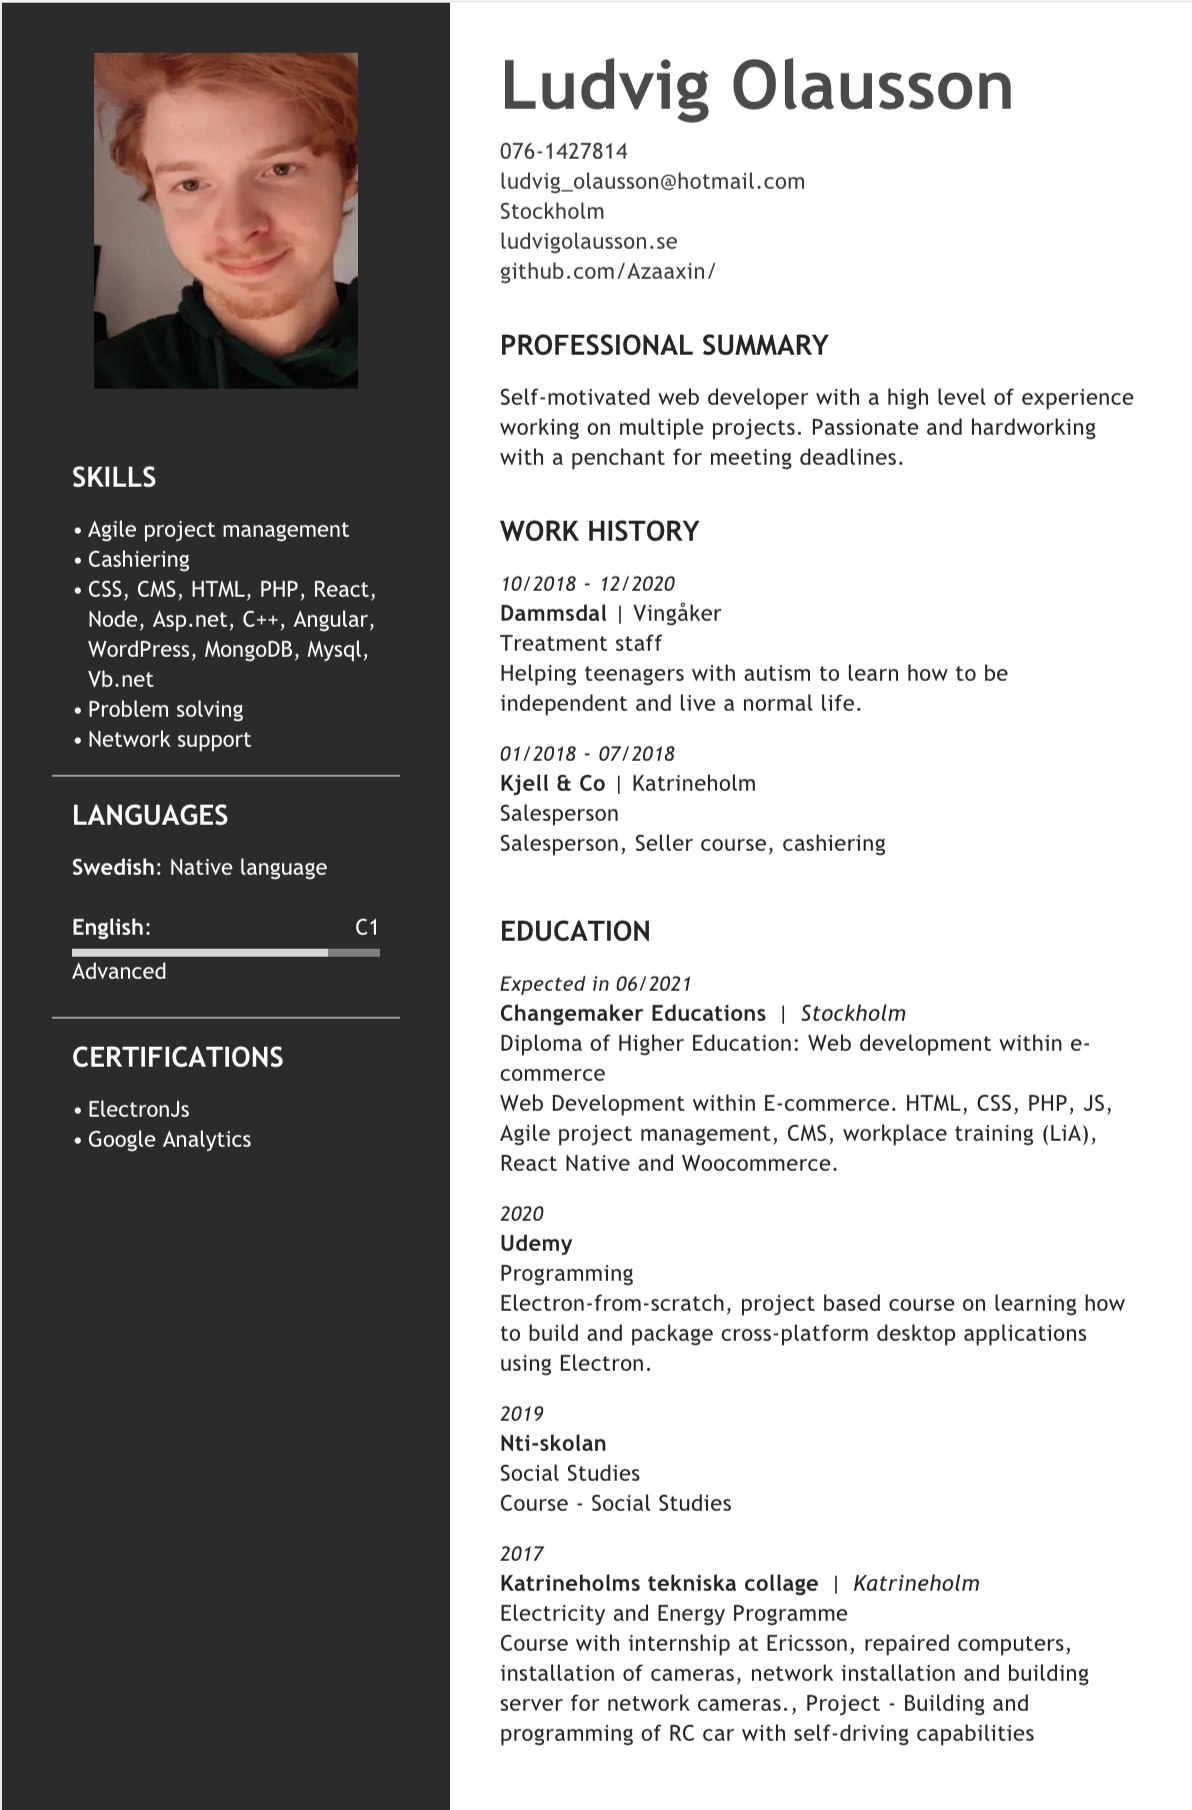 Ludvig Olausson
076-1427814
ludvig_olausson@hotmail.com
Stockholm
ludvigolausson.se
github.com/Azaaxin/
SKILLS
• Agile project management
• Cashiering
• CSS, CMS, HTML, PHP, React,
Node, Asp.net, C++, Angular,
WordPress, MongoDB, Mysql,
Vb.net
• Problem solving
• Network support
LANGUAGES
Swedish: Native language
English: C1
Advanced
CERTIFICATIONS
• ElectronJs
• Google Analytics
PROFESSIONAL SUMMARY
Self-motivated web developer with a high level of experience
working on multiple projects. Passionate and hardworking
with a penchant for meeting deadlines.
WORK HISTORY
10/2018 - 12/2020
Dammsdal | Vingåker
Treatment staff
Helping teenagers with autism to learn how to be
independent and live a normal life.
01/2018 - 07/2018
Kjell & Co | Katrineholm
Salesperson
Salesperson, Seller course, cashiering
EDUCATION
Expected in 06/2021
Changemaker Educations | Stockholm
Diploma of Higher Education: Web development within e-
commerce
Web Development within E-commerce. HTML, CSS, PHP, JS,
Agile project management, CMS, workplace training (LiA),
React Native and Woocommerce.
2020
Udemy
Programming
Electron-from-scratch, project based course on learning how
to build and package cross-platform desktop applications
using Electron.
2019
Nti-skolan
Social Studies
Course - Social Studies
2017
Katrineholms tekniska collage | Katrineholm
Electricity and Energy Programme
Course with internship at Ericsson, repaired computers,
installation of cameras, network installation and building
server for network cameras., Project - Building and
programming of RC car with self-driving capabilities